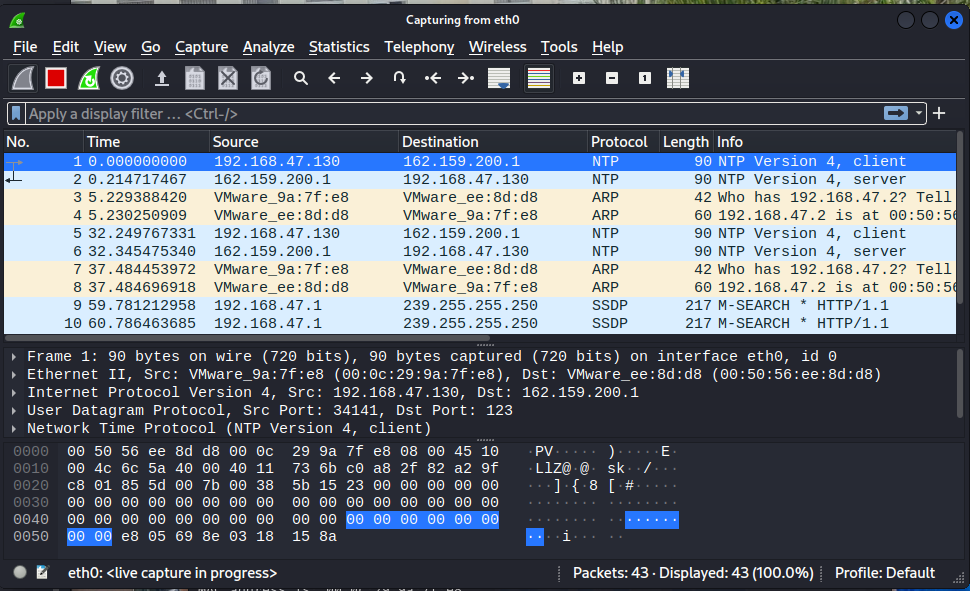 Capturing from eth0
File Edit View Go Capture Analyze Statistics Telephony Wireless Tools Help
Apply a display filter … <Ctrl-/>
No. Time Source Destination Protocol Length Info
1 0.000000000 192.168.47.130 162.159.200.1 NTP 90 NTP Version 4, client
2 0.214717467 162.159.200.1 192.168.47.130 NTP 90 NTP Version 4, server
3 5.229388420 VMware_9a:7f:e8 VMware_ee:8d:d8 ARP 42 Who has 192.168.47.2? Tell
4 5.230250909 VMware_ee:8d:d8 VMware_9a:7f:e8 ARP 60 192.168.47.2 is at 00:50:56
5 32.249767331 192.168.47.130 162.159.200.1 NTP 90 NTP Version 4, client
6 32.345475340 162.159.200.1 192.168.47.130 NTP 90 NTP Version 4, server
7 37.484453972 VMware_9a:7f:e8 VMware_ee:8d:d8 ARP 42 Who has 192.168.47.2? Tell
8 37.484696918 VMware_ee:8d:d8 VMware_9a:7f:e8 ARP 60 192.168.47.2 is at 00:50:56
9 59.781212958 192.168.47.1 239.255.255.250 SSDP 217 M-SEARCH * HTTP/1.1
10 60.786463685 192.168.47.1 239.255.255.250 SSDP 217 M-SEARCH * HTTP/1.1
Frame 1: 90 bytes on wire (720 bits), 90 bytes captured (720 bits) on interface eth0, id 0
Ethernet II, Src: VMware_9a:7f:e8 (00:0c:29:9a:7f:e8), Dst: VMware_ee:8d:d8 (00:50:56:ee:8d:d8)
Internet Protocol Version 4, Src: 192.168.47.130, Dst: 162.159.200.1
User Datagram Protocol, Src Port: 34141, Dst Port: 123
Network Time Protocol (NTP Version 4, client)
0000 00 50 56 ee 8d d8 00 0c 29 9a 7f e8 08 00 45 10 ·PV·····)·····E·
0010 00 4c 6c 5a 40 00 40 11 73 6b c0 a8 2f 82 a2 9f ·LlZ@·@·sk··/···
0020 c8 01 85 5d 00 7b 00 38 5b 15 23 00 00 00 00 00 ···]·{·8[·#·····
0030 00 00 00 00 00 00 00 00 00 00 00 00 00 00 00 00 ················
0040 00 00 00 00 00 00 00 00 00 00 00 00 00 00 00 00 ················
0050 00 00 e8 05 69 8e 03 18 15 8a ····i·····
eth0: <live capture in progress> Packets: 43 · Displayed: 43 (100.0%) Profile: Default